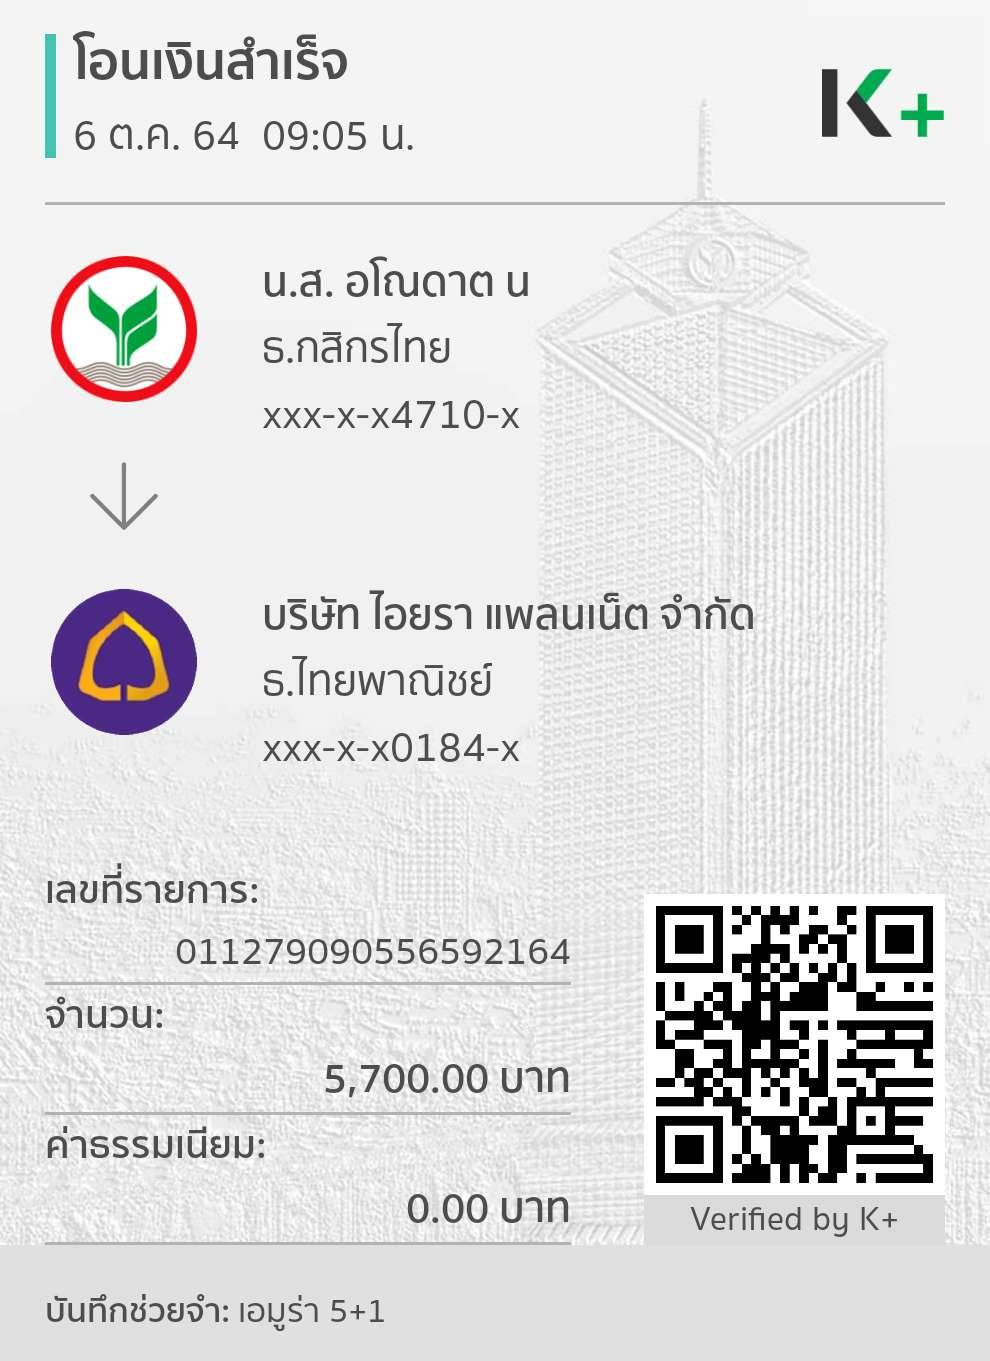 โอนเงินสำเร็จ
6 ต.ค. 64 09:05 น.
K+
น.ส. อโณดาต น
ธ.กสิกรไทย
xxx-x-x4710-x
บริษัท ไอยรา แพลนเน็ต จำกัด
ธ.ไทยพาณิชย์
xxx-x-x0184-x
เลขที่รายการ:
011279090556592164
จำนวน:
5,700.00 บาท
ค่าธรรมเนียม:
0.00 บาท
Verified by K+
บันทึกช่วยจำ: เอมูร่า 5+1